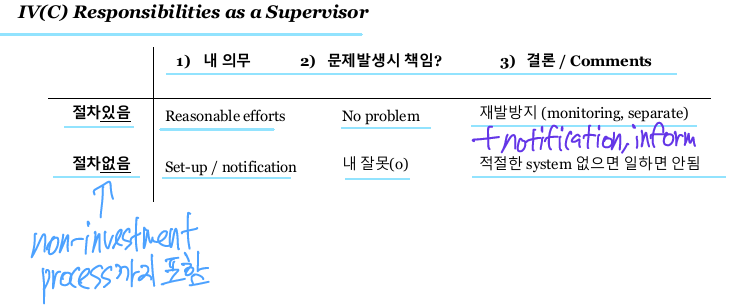 IV(C) Responsibilities as a Supervisor
1) 내 의무 2) 문제발생시 책임? 3) 결론 / Comments
절차있음 Reasonable efforts No problem 재발방지 (monitoring, separate)
+ notification, inform
절차없음 Set-up / notification 내 잘못(o) 적절한 system 없으면 일하면 안됨
non-investment
process까지 포함